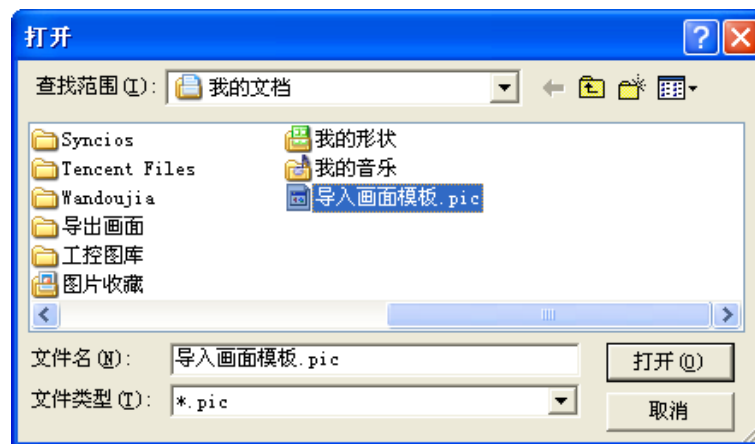 打开
查找范围(I): 我的文档
Syncios
Tencent Files
Wandoujia
导出画面
工控图库
图片收藏
我的形状
我的音乐
导入画面模板.pic
文件名(N): 导入画面模板.pic
打开(O)
文件类型(T): *.pic
取消